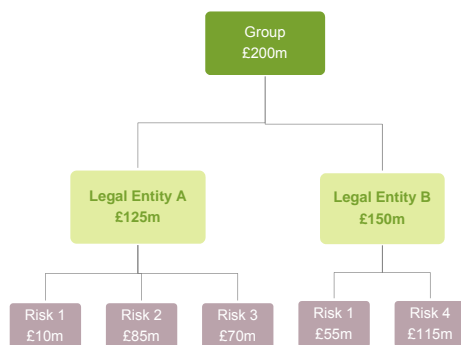 Group
£200m
Legal Entity A
£125m
Legal Entity B
£150m
Risk 1
£10m
Risk 2
£85m
Risk 3
£70m
Risk 1
£55m
Risk 4
£115m